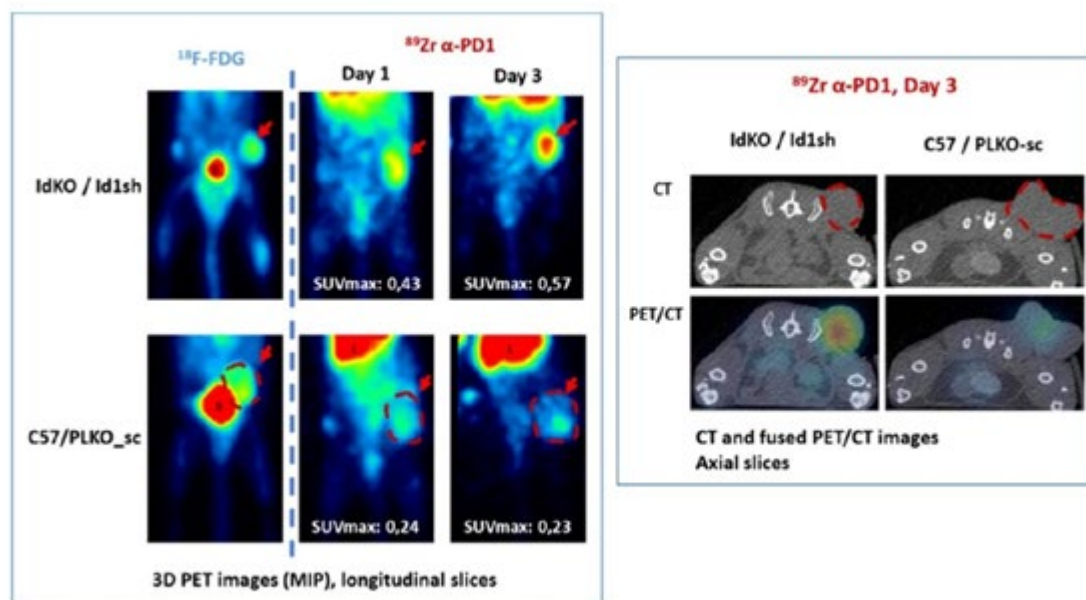 ¹⁸F-FDG
⁸⁹Zr α-PD1
Day 1
Day 3
IdKO / Id1sh
SUVmax: 0,43
SUVmax: 0,57
C57/PLKO_sc
SUVmax: 0,24
SUVmax: 0,23
3D PET images (MIP), longitudinal slices
⁸⁹Zr α-PD1, Day 3
IdKO / Id1sh
C57 / PLKO-sc
CT
PET/CT
CT and fused PET/CT images
Axial slices